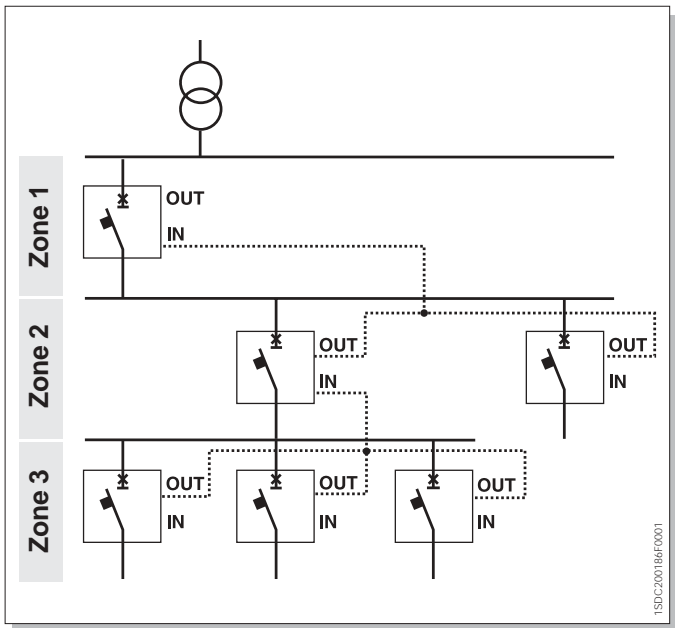 Zone 1
OUT
IN
Zone 2
OUT
IN
OUT
IN
Zone 3
OUT
IN
OUT
IN
OUT
IN
1SDC200186F0001